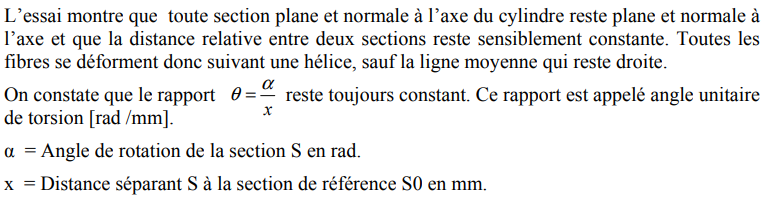 L’essai montre que toute section plane et normale à l’axe du cylindre reste plane et normale à
l’axe et que la distance relative entre deux sections reste sensiblement constante. Toutes les
fibres se déforment donc suivant une hélice, sauf la ligne moyenne qui reste droite.
On constate que le rapport θ = α/x reste toujours constant. Ce rapport est appelé angle unitaire
de torsion [rad /mm].
α = Angle de rotation de la section S en rad.
x = Distance séparant S à la section de référence S0 en mm.